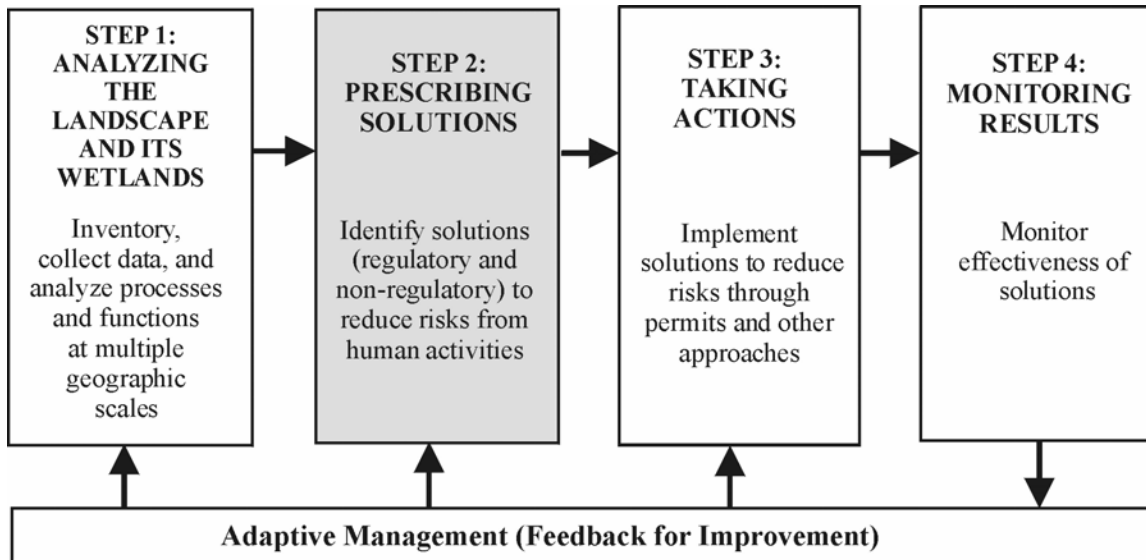 STEP 1:
ANALYZING
THE
LANDSCAPE
AND ITS
WETLANDS
Inventory,
collect data, and
analyze processes
and functions
at multiple
geographic
scales
STEP 2:
PRESCRIBING
SOLUTIONS
Identify solutions
(regulatory and
non-regulatory) to
reduce risks from
human activities
STEP 3:
TAKING
ACTIONS
Implement
solutions to reduce
risks through
permits and other
approaches
STEP 4:
MONITORING
RESULTS
Monitor
effectiveness of
solutions
Adaptive Management (Feedback for Improvement)